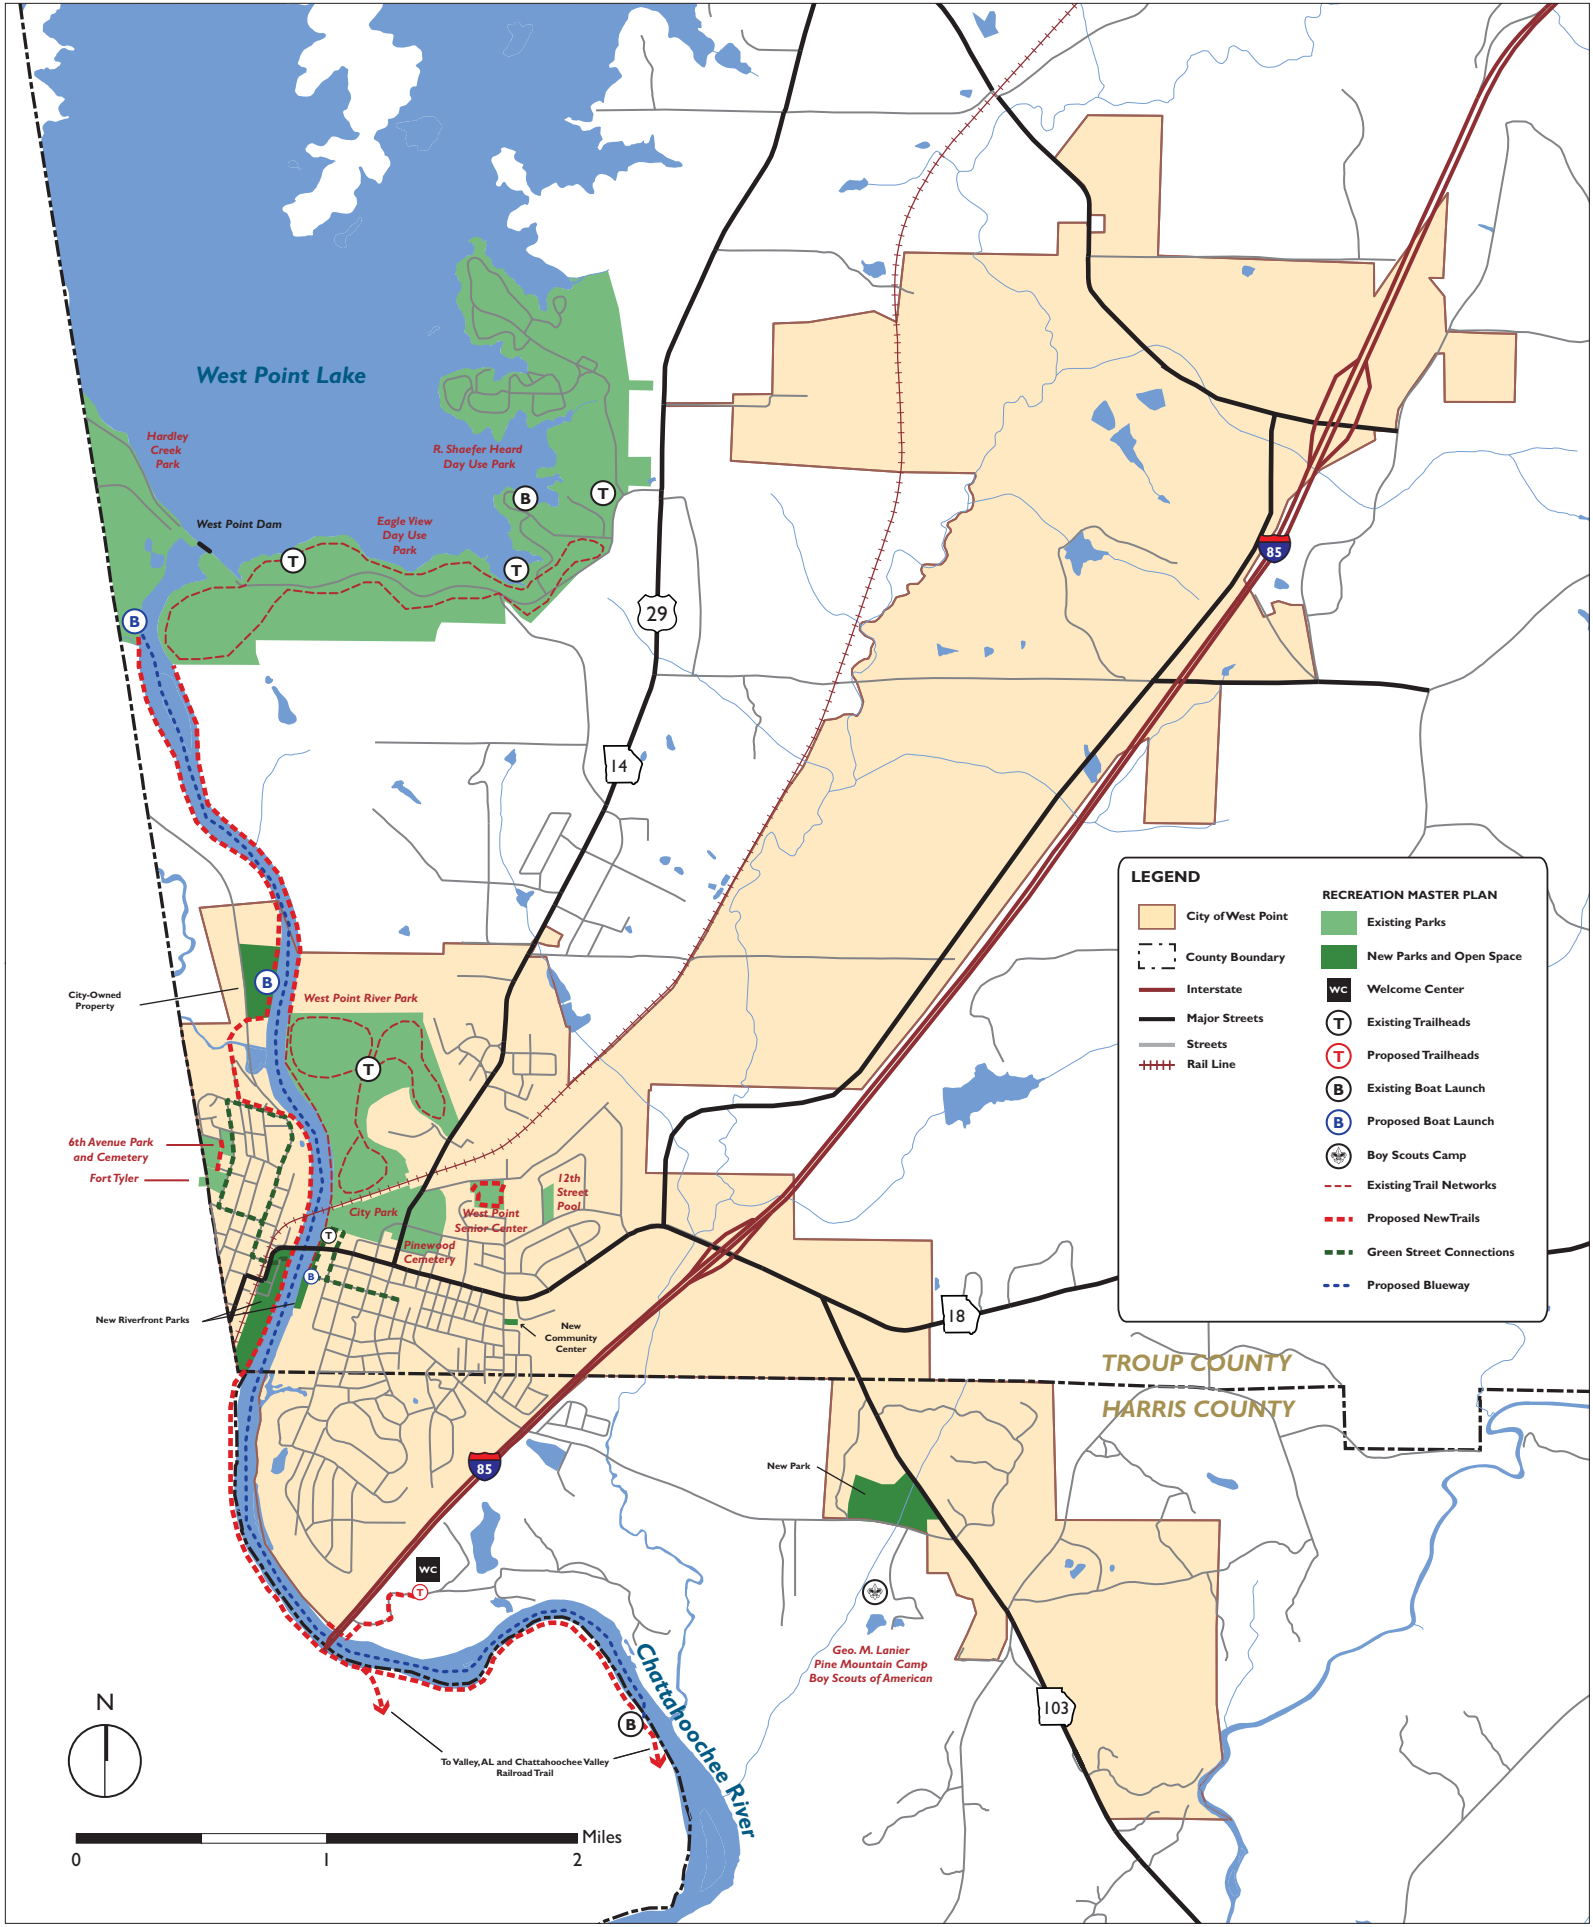 West Point Lake
Hardley
Creek
Park
R. Shaefer Heard
Day Use Park
B
T
West Point Dam
Eagle View
Day Use
Park
T
T
B
85
29
14
LEGEND
City of West Point
County Boundary
Interstate
Major Streets
Streets
Rail Line
RECREATION MASTER PLAN
Existing Parks
New Parks and Open Space
WC
Welcome Center
T
Existing Trailheads
T
Proposed Trailheads
B
Existing Boat Launch
B
Proposed Boat Launch
Boy Scouts Camp
Existing Trail Networks
Proposed New Trails
Green Street Connections
Proposed Blueway
City-Owned
Property
B
West Point River Park
T
6th Avenue Park
and Cemetery
Fort Tyler
12th
Street
Pool
City Park
West Point
Senior Center
T
Pinewood
Cemetery
B
New Riverfront Parks
New
Community
Center
18
TROUP COUNTY
HARRIS COUNTY
85
New Park
WC
T
Geo. M. Lanier
Pine Mountain Camp
Boy Scouts of American
Chattahoochee River
103
B
To Valley, AL and Chattahoochee Valley
Railroad Trail
N
Miles
0
1
2